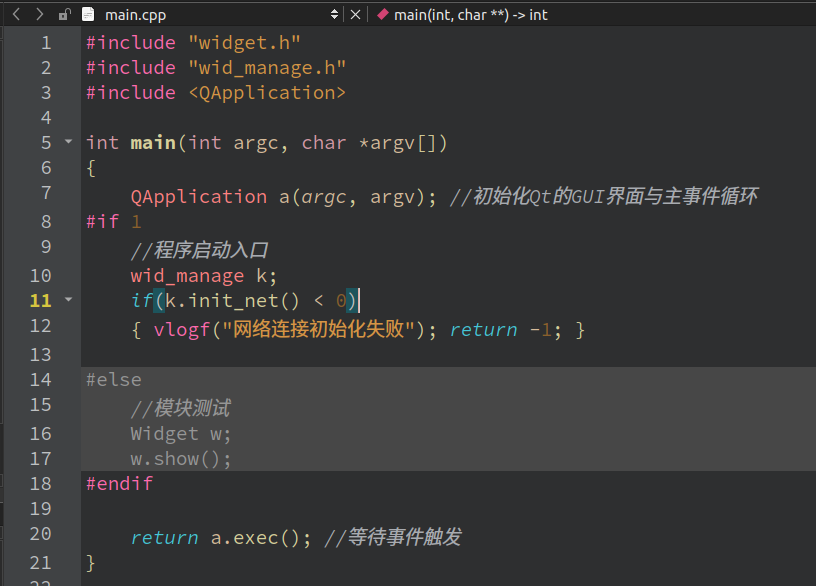 main.cpp main(int, char **) -> int
1 #include "widget.h"
2 #include "wid_manage.h"
3 #include <QApplication>
4
5 int main(int argc, char *argv[])
6 {
7 QApplication a(argc, argv); //初始化Qt的GUI界面与主事件循环
8 #if 1
9 //程序启动入口
10 wid_manage k;
11 if(k.init_net() < 0)
12 { vlogf("网络连接初始化失败"); return -1; }
13
14 #else
15 //模块测试
16 Widget w;
17 w.show();
18 #endif
19
20 return a.exec(); //等待事件触发
21 }
22